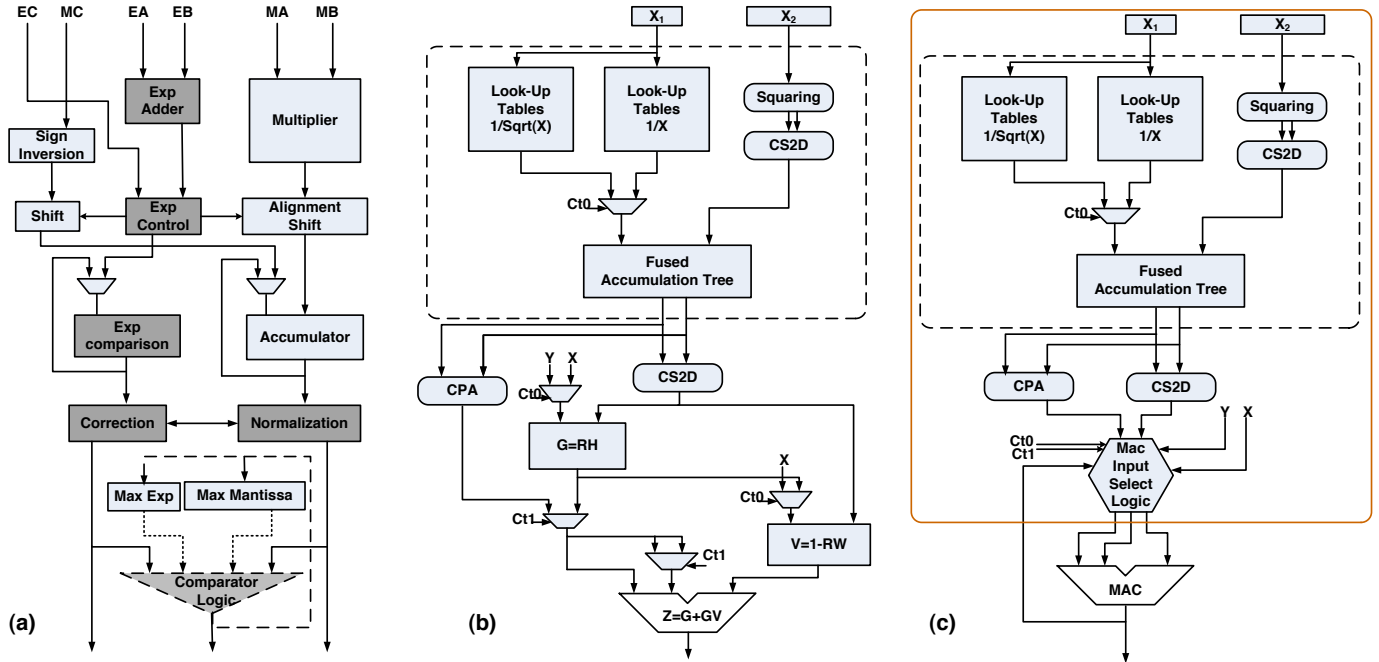 EC MC EA EB MA MB
Exp
Adder
Multiplier
Sign
Inversion
Shift
Exp
Control
Alignment
Shift
Exp
comparison
Accumulator
Correction
Normalization
Max Exp
Max Mantissa
Comparator
Logic
(a)
X1
X2
Look-Up
Tables
1/Sqrt(X)
Look-Up
Tables
1/X
Squaring
CS2D
Ct0
Fused
Accumulation Tree
Y X
CPA
Ct0
CS2D
G=RH
X
Ct0
Ct1
V=1-RW
Ct1
Z=G+GV
(b)
X1
X2
Look-Up
Tables
1/Sqrt(X)
Look-Up
Tables
1/X
Squaring
CS2D
Ct0
Fused
Accumulation Tree
CPA
CS2D
Y X
Ct0
Ct1
Mac
Input
Select
Logic
MAC
(c)